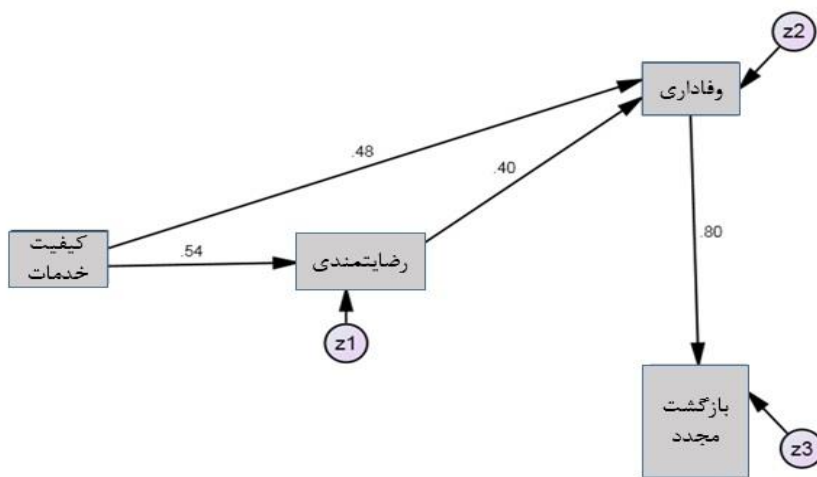 z2
وفاداری
.48
.40
کیفیت
خدمات
.54
رضایتمندی
.80
z1
بازگشت
مجدد
z3